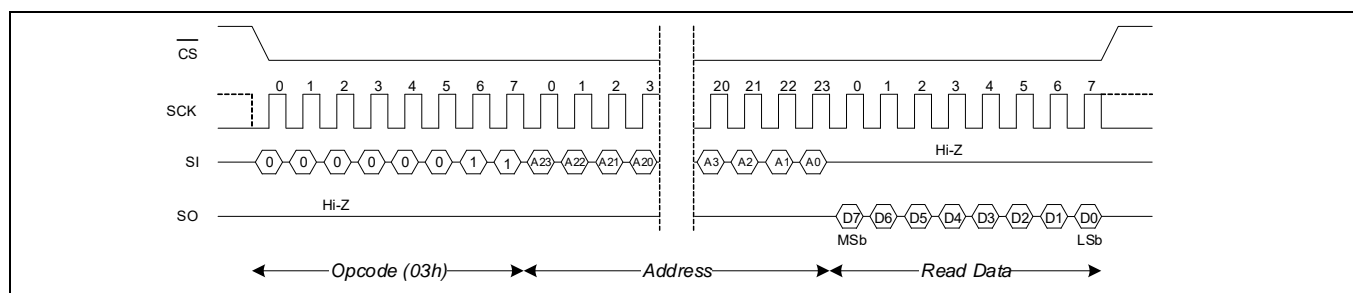 CS
0 1 2 3 4 5 6 7 0 1 2 3 20 21 22 23 0 1 2 3 4 5 6 7
SCK
Hi-Z
SI 0 0 0 0 0 0 1 1 A23 A22 A21 A20 A3 A2 A1 A0
Hi-Z
SO D7 D6 D5 D4 D3 D2 D1 D0
MSb LSb
Opcode (03h) Address Read Data